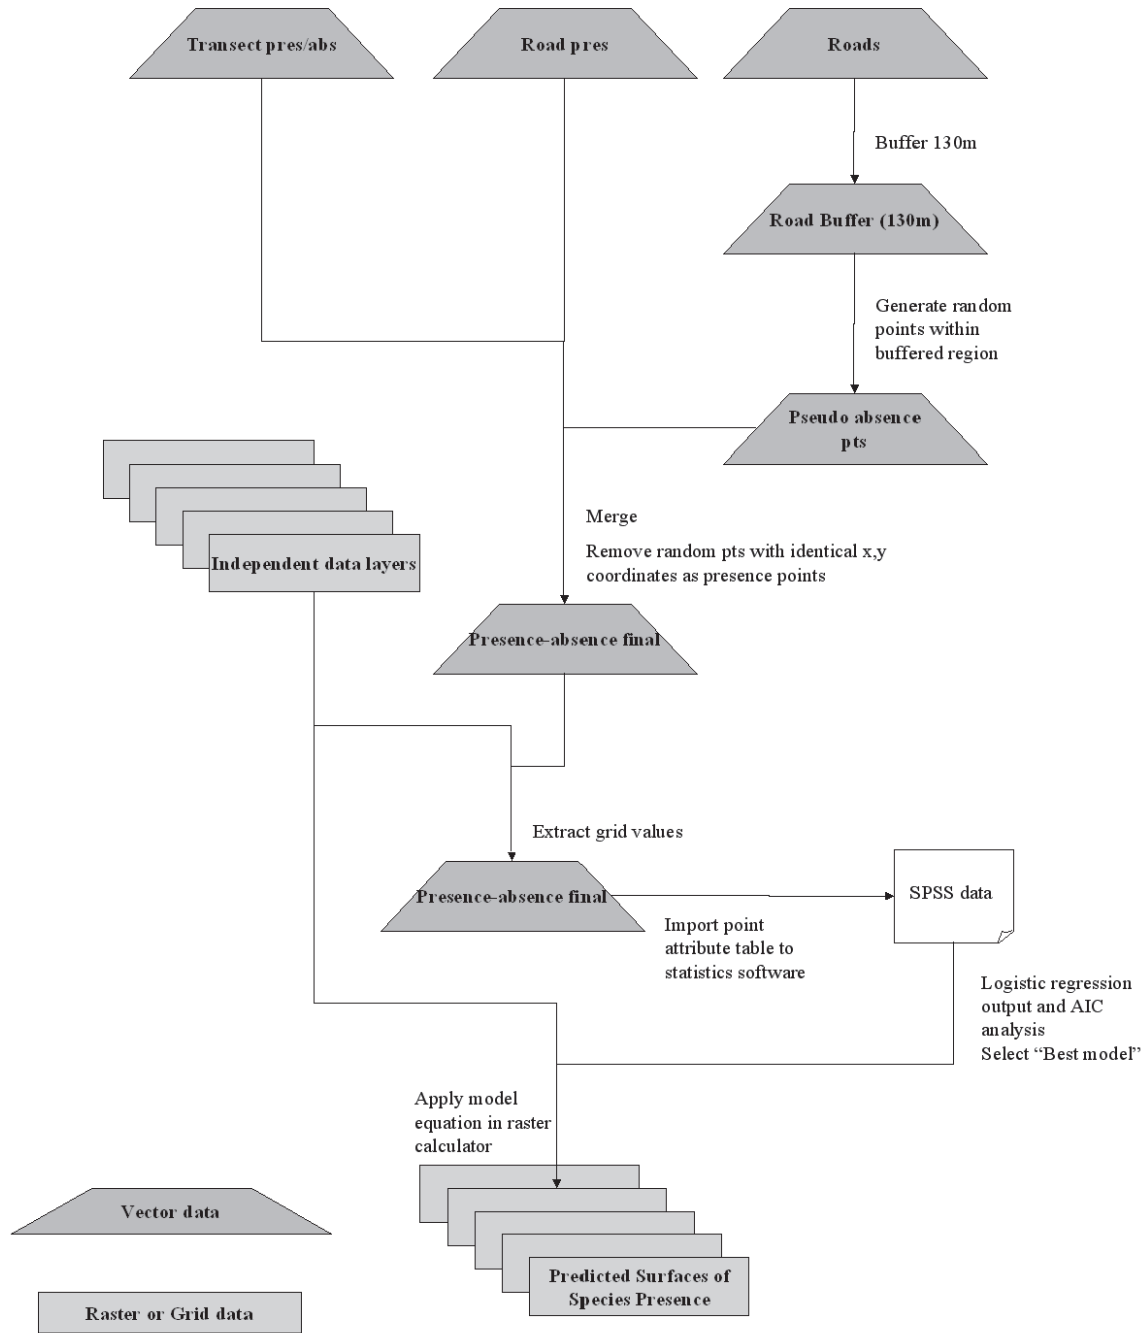 Transect pres/abs
Road pres
Roads
Buffer 130m
Road Buffer (130m)
Generate random
points within
buffered region
Pseudo absence
pts
Merge
Remove random pts with identical x,y
coordinates as presence points
Independent data layers
Presence-absence final
Extract grid values
Presence-absence final
SPSS data
Import point
attribute table to
statistics software
Logistic regression
output and AIC
analysis
Select “Best model”
Apply model
equation in raster
calculator
Predicted Surfaces of
Species Presence
Vector data
Raster or Grid data